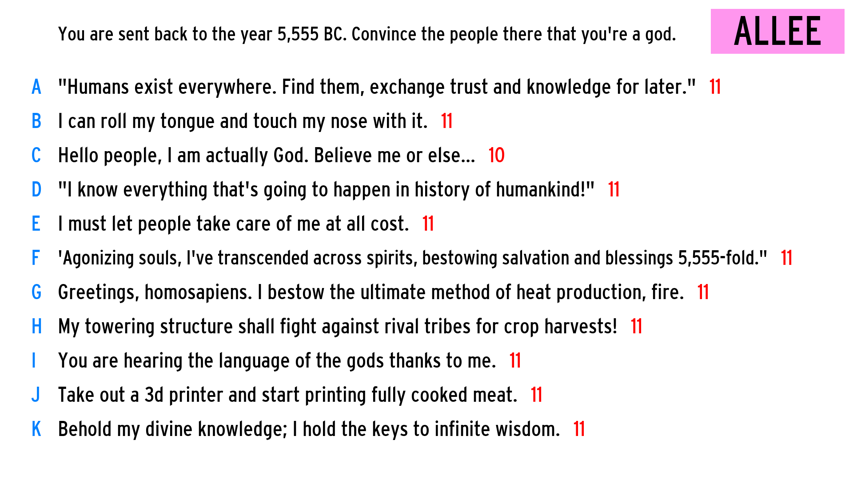 You are sent back to the year 5,555 BC. Convince the people there that you're a god.
ALLEE
A "Humans exist everywhere. Find them, exchange trust and knowledge for later." 11
B I can roll my tongue and touch my nose with it. 11
C Hello people, I am actually God. Believe me or else... 10
D "I know everything that's going to happen in history of humankind!" 11
E I must let people take care of me at all cost. 11
F 'Agonizing souls, I've transcended across spirits, bestowing salvation and blessings 5,555-fold." 11
G Greetings, homosapiens. I bestow the ultimate method of heat production, fire. 11
H My towering structure shall fight against rival tribes for crop harvests! 11
I You are hearing the language of the gods thanks to me. 11
J Take out a 3d printer and start printing fully cooked meat. 11
K Behold my divine knowledge; I hold the keys to infinite wisdom. 11